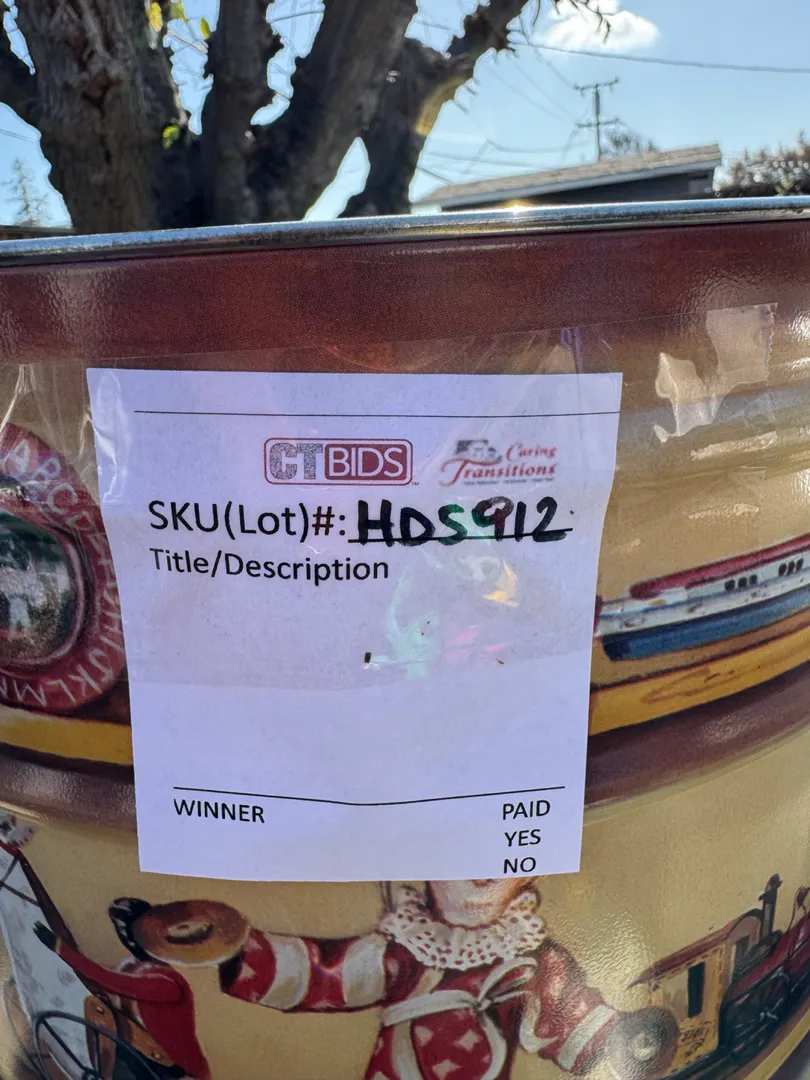 CTBIDS
Caring
Transitions
SKU(Lot)#: HDS912
Title/Description
WINNER
PAID
YES
NO